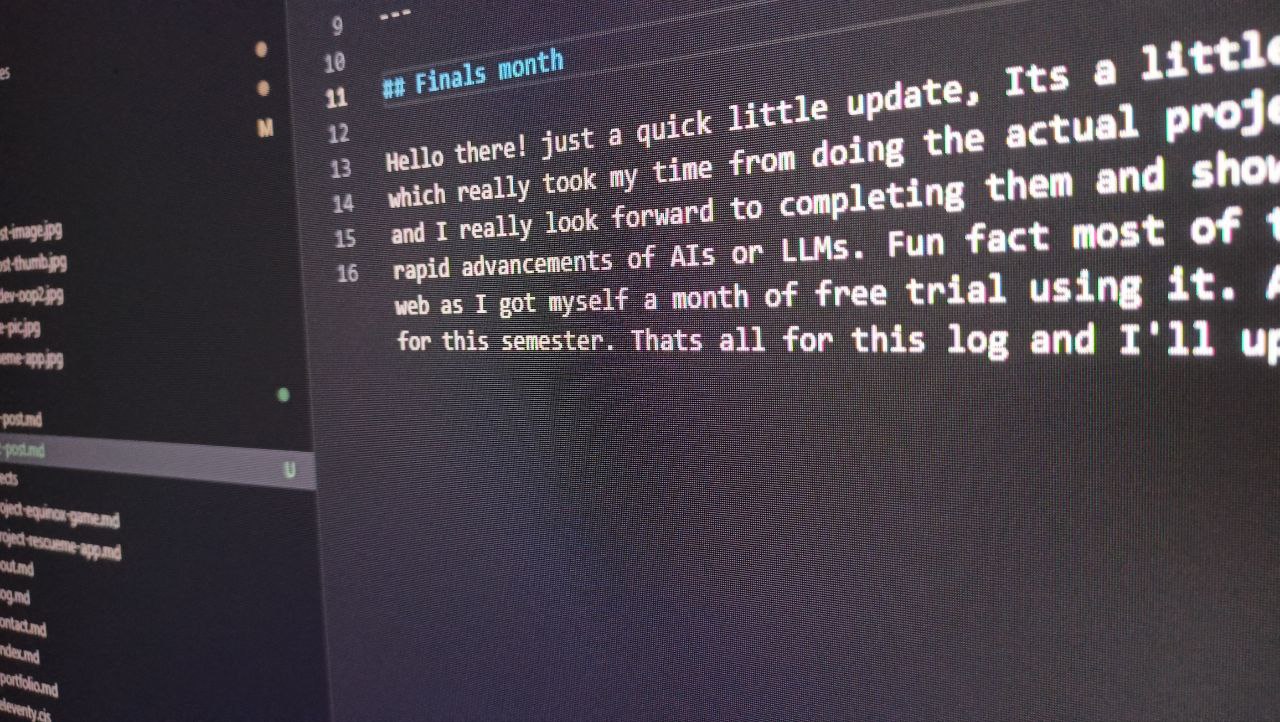 es
M
st-image.jpg
st-thumb.jpg
dev-oop2.jpg
e-pic.jpg
eme-app.jpg
-post.md
-post.md
U
ects
roject-equinox-game.md
roject-rescueme-app.md
out.md
og.md
ontact.md
ndex.md
portfolio.md
eleventy.cjs
9 ---
10
11 ## Finals month
12
13 Hello there! just a quick little update, Its a little
14 which really took my time from doing the actual proje
15 and I really look forward to completing them and show
16 rapid advancements of AIs or LLMs. Fun fact most of t
web as I got myself a month of free trial using it. A
for this semester. Thats all for this log and I'll up